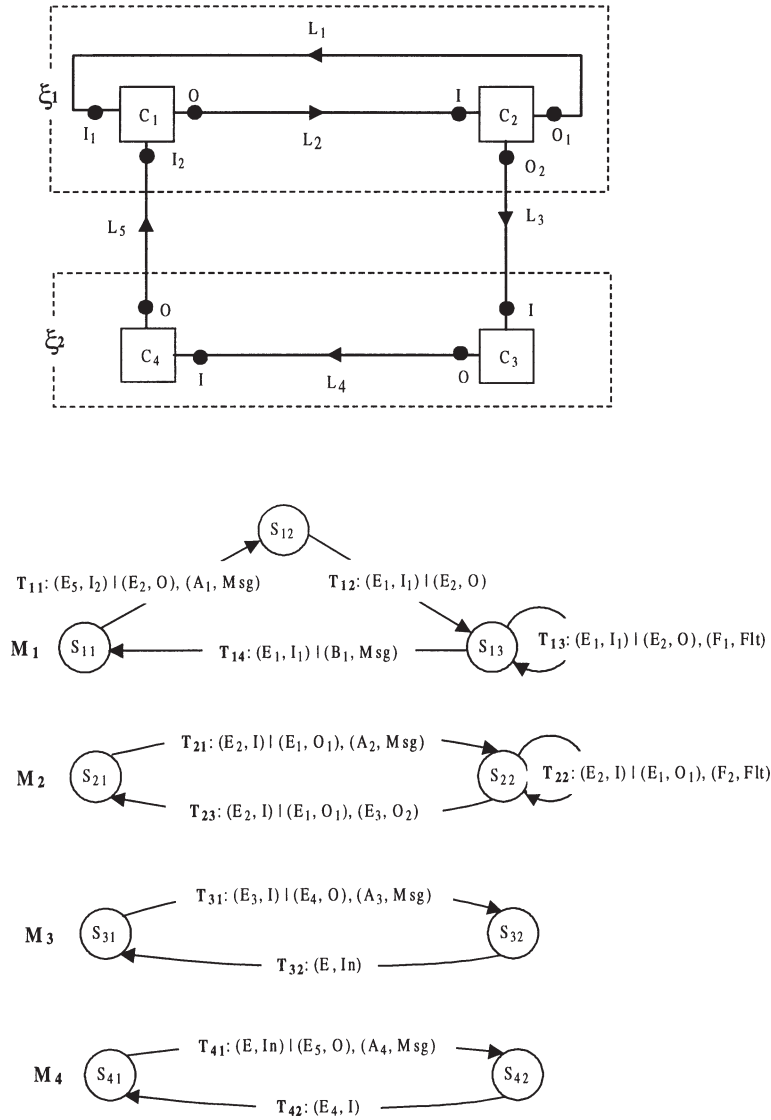 L1
ξ1
I1
C1
O
L2
I
C2
O1
I2
O2
L5
L3
O
I
ξ2
C4
I
L4
O
C3
S12
T11: (E5, I2) | (E2, O), (A1, Msg)
T12: (E1, I1) | (E2, O)
M1
S11
T14: (E1, I1) | (B1, Msg)
S13
T13: (E1, I1) | (E2, O), (F1, Flt)
T21: (E2, I) | (E1, O1), (A2, Msg)
M2
S21
S22
T22: (E2, I) | (E1, O1), (F2, Flt)
T23: (E2, I) | (E1, O1), (E3, O2)
T31: (E3, I) | (E4, O), (A3, Msg)
M3
S31
S32
T32: (E, In)
T41: (E, In) | (E5, O), (A4, Msg)
M4
S41
S42
T42: (E4, I)